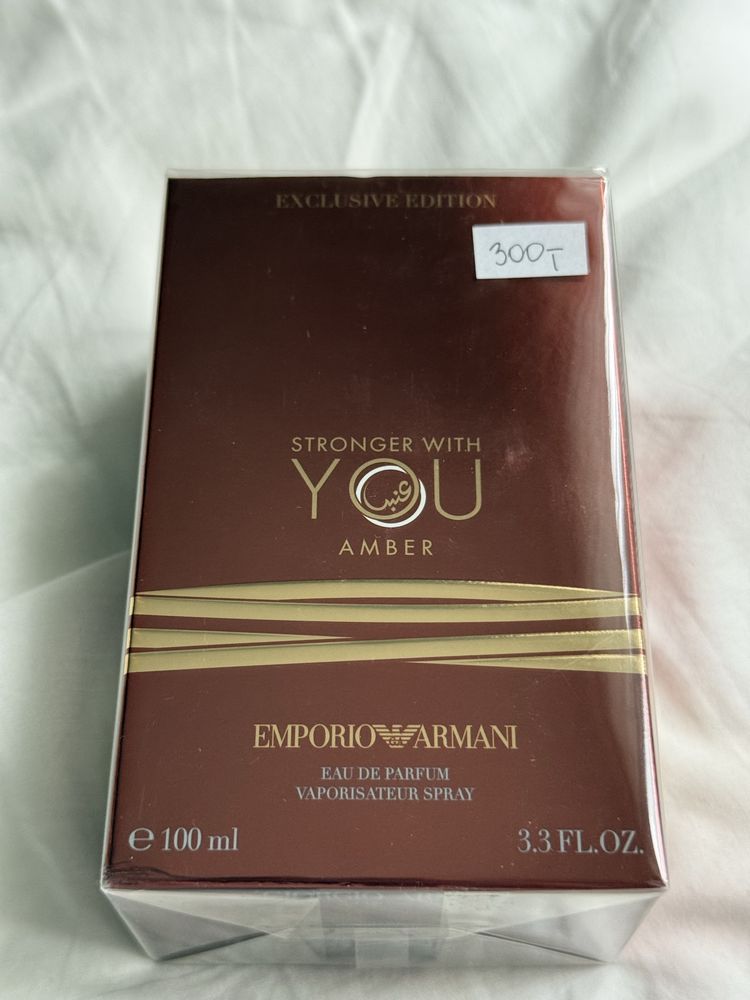 EXCLUSIVE EDITION
300,-
STRONGER WITH
YOU
عنبر
AMBER
EMPORIO ARMANI
EAU DE PARFUM
VAPORISATEUR SPRAY
℮ 100 ml
3.3 FL.OZ.